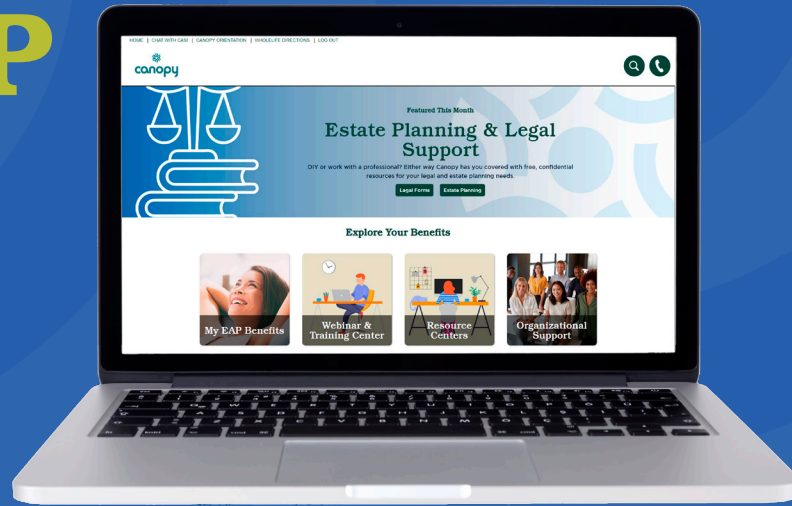 P
HOME | CHAT WITH CASI | CANOPY ORIENTATION | WHOLELIFE DIRECTIONS | LOG OUT
canopy
Featured This Month
Estate Planning & Legal
Support
DIY or work with a professional? Either way Canopy has you covered with free, confidential
resources for your legal and estate planning needs.
Legal Forms
Estate Planning
Explore Your Benefits
My EAP Benefits
Webinar &
Training Center
Resource
Centers
Organizational
Support